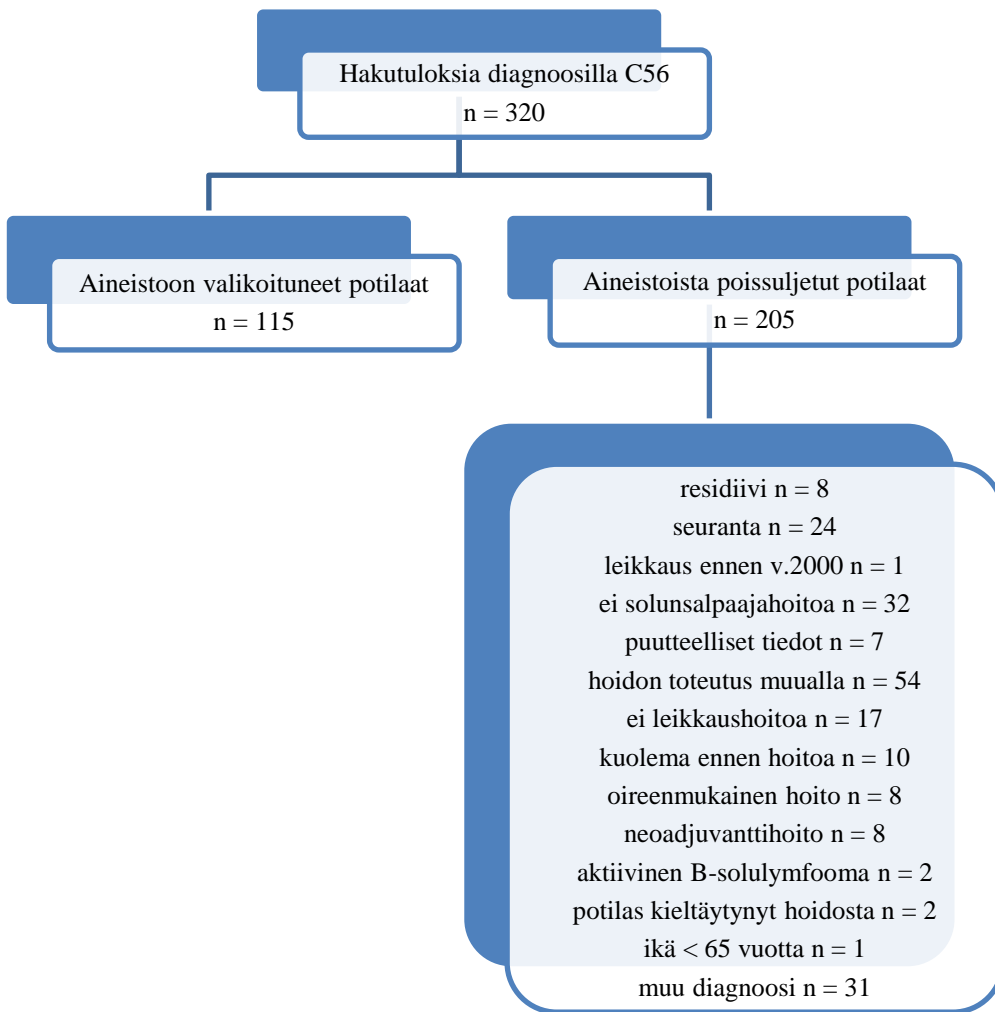 Hakutuloksia diagnoosilla C56
n = 320
Aineistoon valikoituneet potilaat
n = 115
Aineistoista poissuljetut potilaat
n = 205
residiivi n = 8
seuranta n = 24
leikkaus ennen v.2000 n = 1
ei solunsalpaajahoitoa n = 32
puutteelliset tiedot n = 7
hoidon toteutus muualla n = 54
ei leikkaushoitoa n = 17
kuolema ennen hoitoa n = 10
oireenmukainen hoito n = 8
neoadjuvanttihoito n = 8
aktiivinen B-solulymfooma n = 2
potilas kieltäytynyt hoidosta n = 2
ikä < 65 vuotta n = 1
muu diagnoosi n = 31